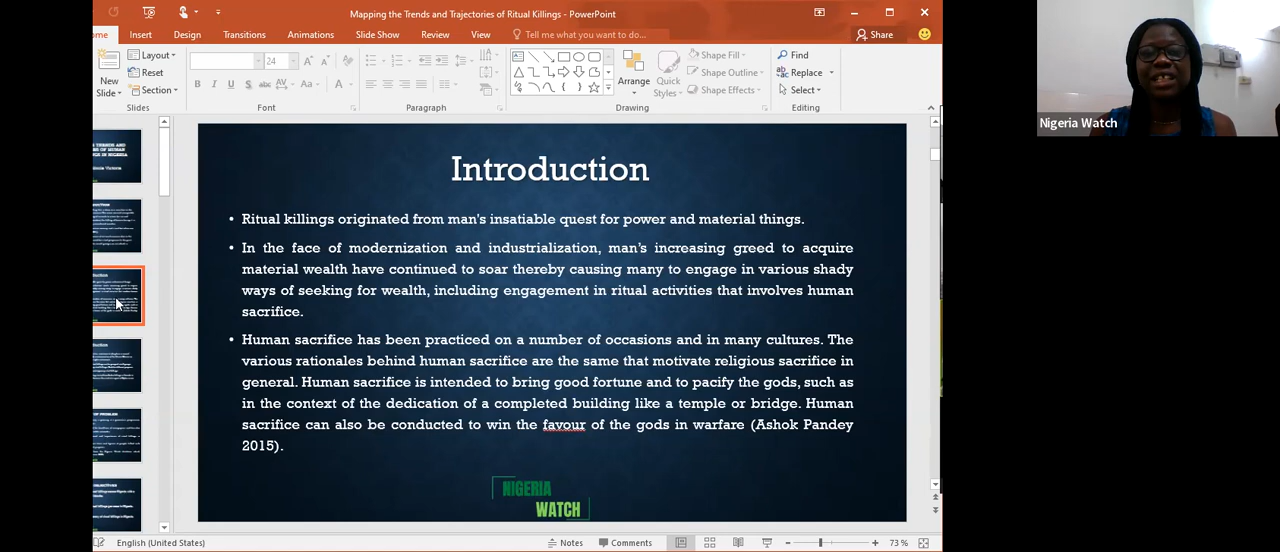 Mapping the Trends and Trajectories of Ritual Killings - PowerPoint
ome Insert Design Transitions Animations Slide Show Review View Tell me what you want to do... Share
New
Slide
Layout
Reset
Section
24
B I U S abc AV Aa A
Arrange
Quick
Styles
Shape Fill
Shape Outline
Shape Effects
Find
Replace
Select
Slides Font Paragraph Drawing Editing
Introduction
• Ritual killings originated from man's insatiable quest for power and material things.
• In the face of modernization and industrialization, man's increasing greed to acquire
material wealth have continued to soar thereby causing many to engage in various shady
ways seeking for wealth, including engagement in ritual activities that involves human
sacrifice.
• Human sacrifice has been practiced on a number of occasions and in many cultures. The
various rationales behind human sacrifice are the same that motivate religious sacrifice in
general. Human sacrifice is intended to bring good fortune and to pacify the gods, such as
in the context of the dedication of a completed building like a temple or bridge. Human
sacrifice can also be conducted to win the favour of the gods in warfare (Asher Elbein
2015).
NIGERIA
WATCH
English (United States) Notes Comments 73 %
Nigeria Watch